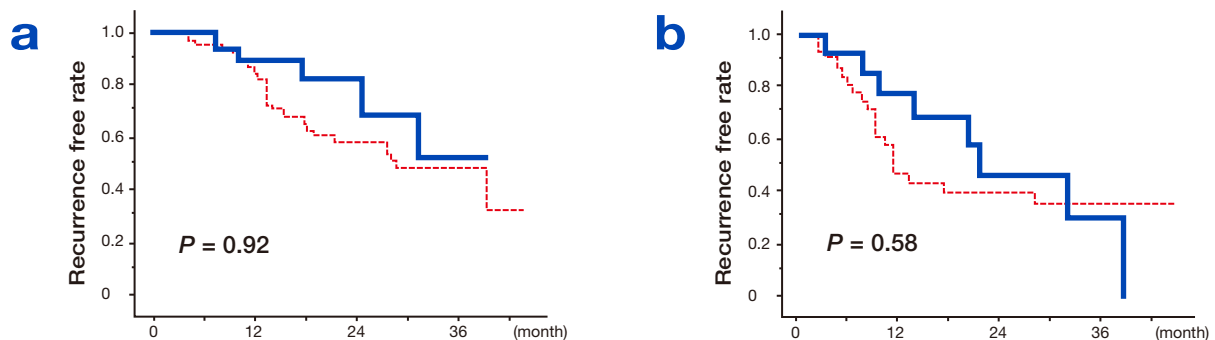 a
Recurrence free rate
1.0
0.8
0.6
0.4
0.2
0
P = 0.92
0 12 24 36 (month)
b
Recurrence free rate
1.0
0.8
0.6
0.4
0.2
0
P = 0.58
0 12 24 36 (month)